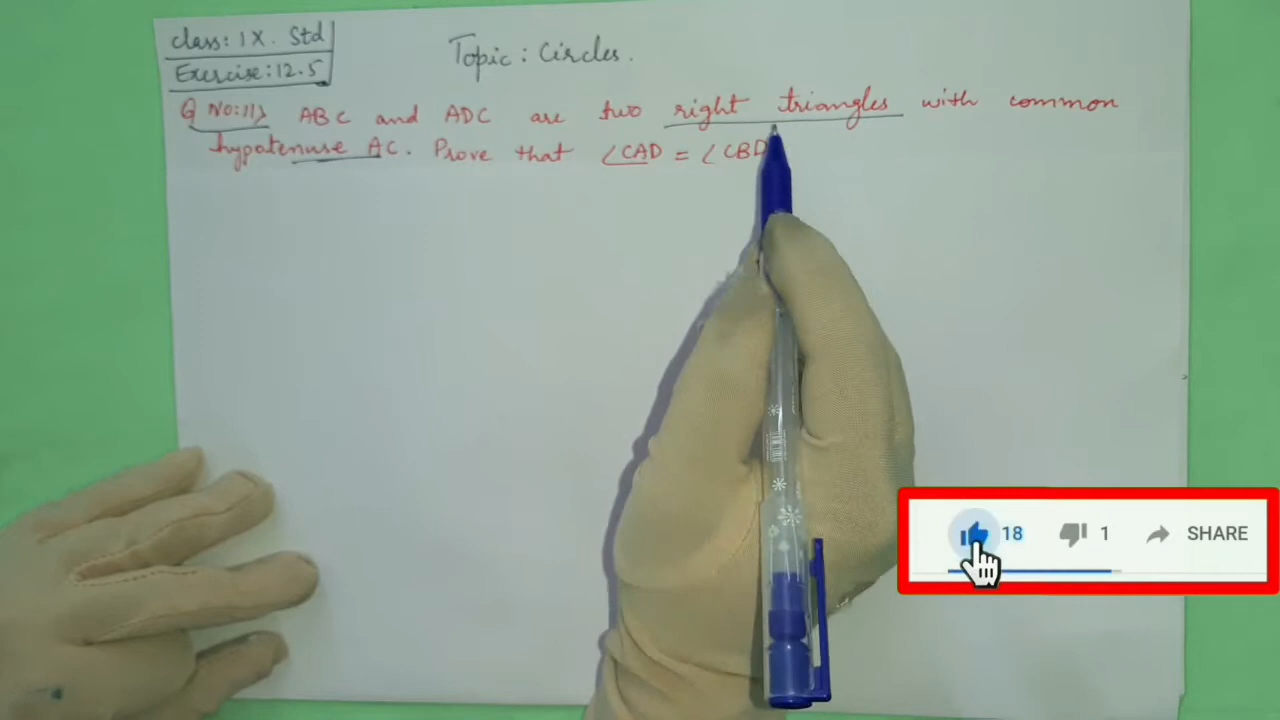 class: IX. Std
Exercise: 12.5
Topic: Circles.
Q No:11> ABC and ADC are two right triangles with common
hypatenuse AC. Prove that ∠CAD = ∠CBD
18 1 SHARE